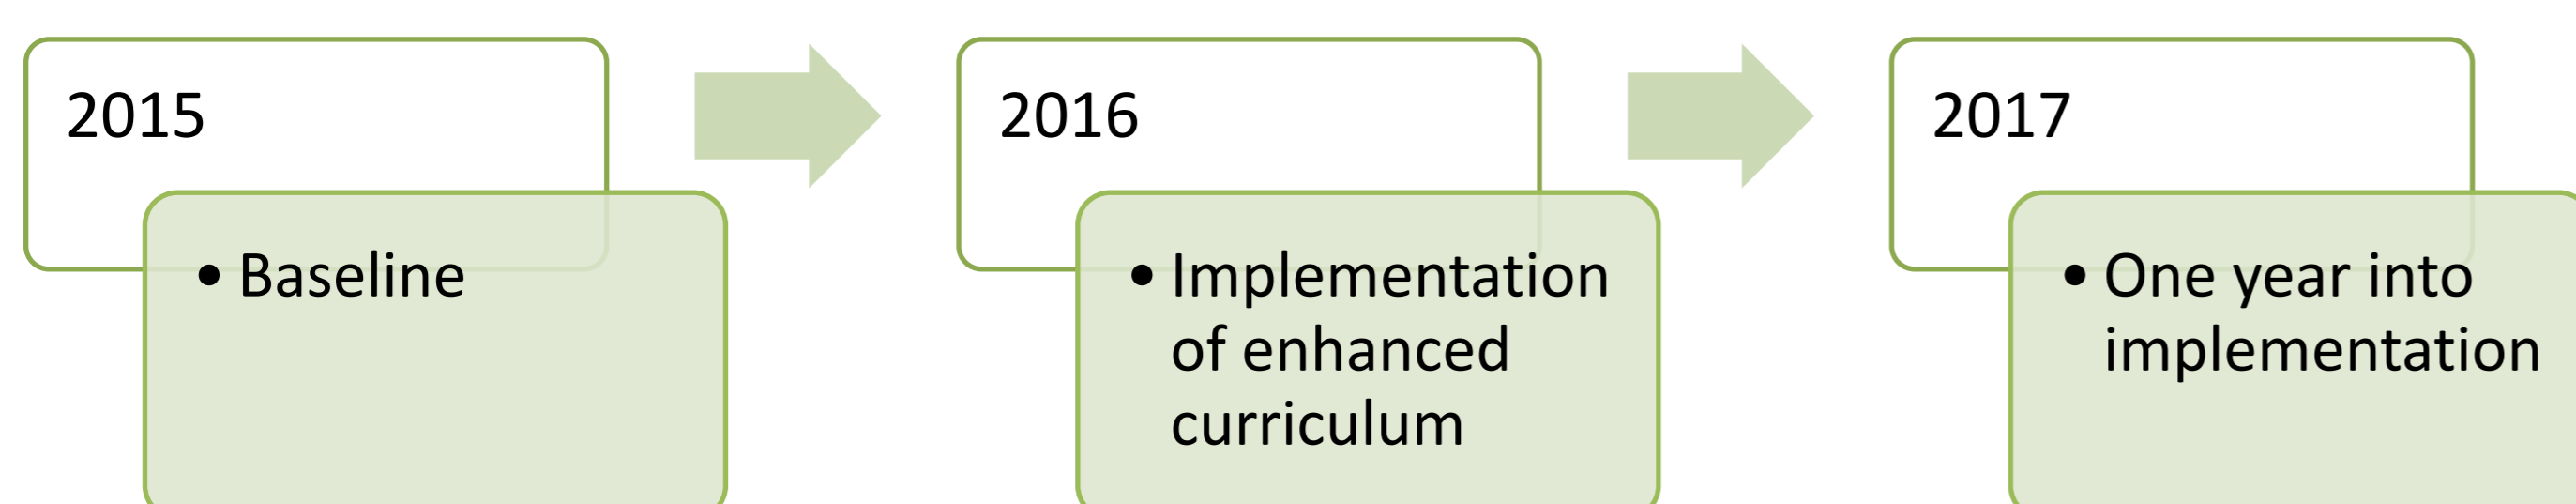 2015
• Baseline
2016
• Implementation
of enhanced
curriculum
2017
• One year into
implementation